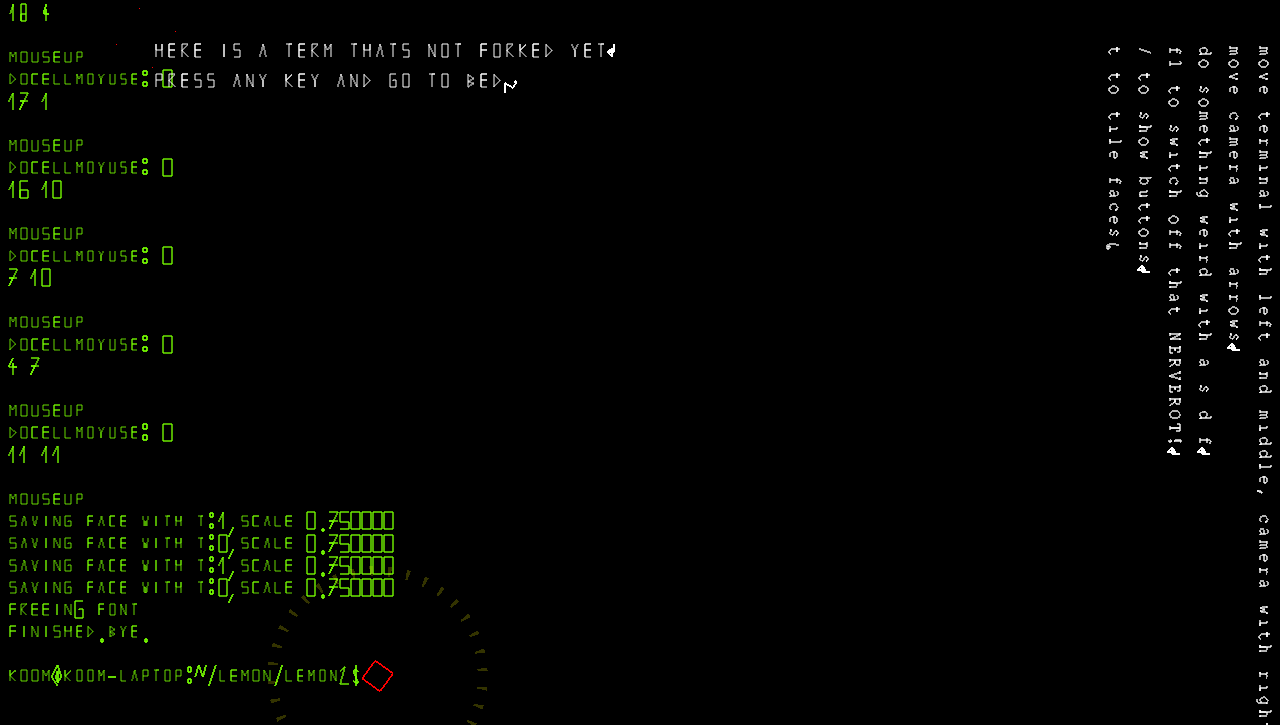 18 4
HERE IS A TERM THATS NOT FORKED YET.
PRESS ANY KEY AND GO TO BED~
MOUSEUP
DOCELLMOYUSE: 0
17 1
MOUSEUP
DOCELLMOYUSE: 0
16 10
MOUSEUP
DOCELLMOYUSE: 0
7 10
MOUSEUP
DOCELLMOYUSE: 0
4 7
MOUSEUP
DOCELLMOYUSE: 0
11 11
MOUSEUP
SAVING FACE WITH T:1,SCALE 0.750000
SAVING FACE WITH T:0,SCALE 0.750000
SAVING FACE WITH T:1,SCALE 0.750000
SAVING FACE WITH T:0,SCALE 0.750000
FREEING FONT
FINISHED.BYE.
KOOM@KOOM-LAPTOP:~/LEMON/LEMON2$
move terminal with left and middle, camera with righ
move camera with arrows.
do something weird with a s d f.
f1 to switch off that NERVEROT!.
/ to show buttons.
t to tile faces,